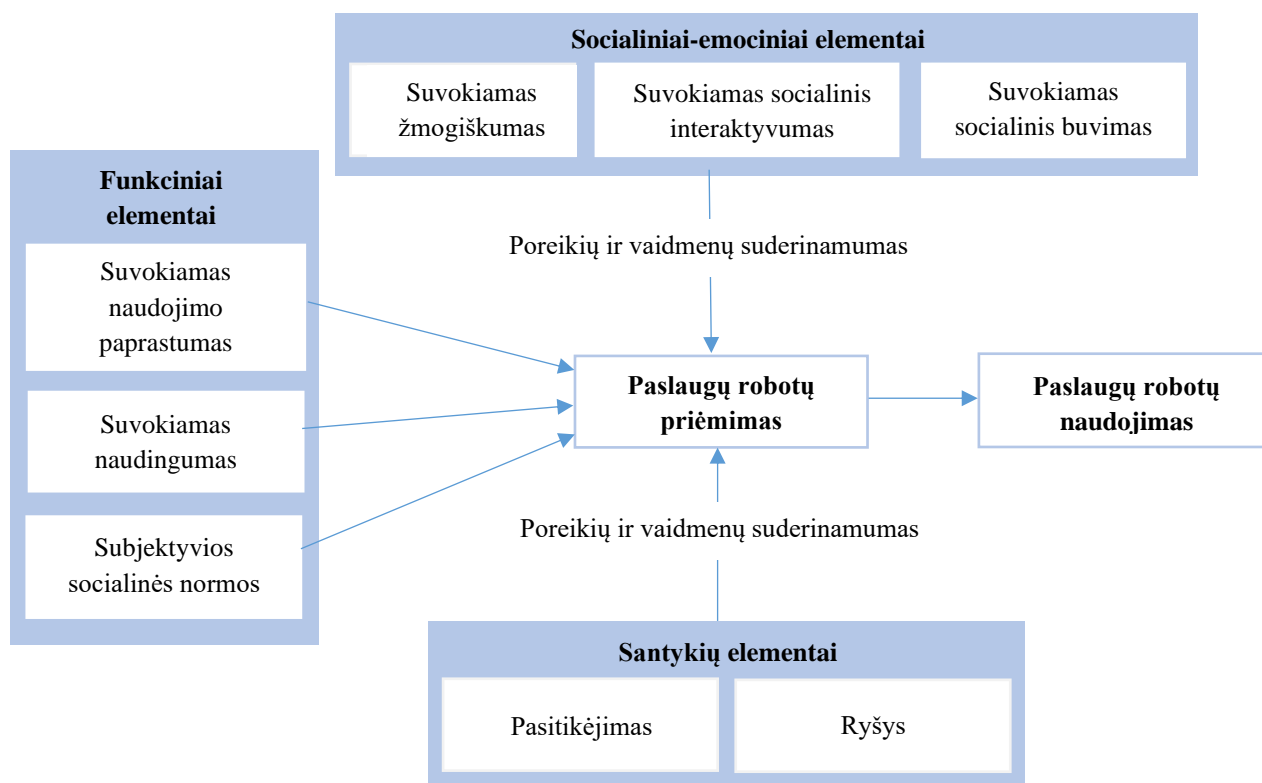 Socialiniai-emociniai elementai
Suvokiamas
žmogiškumas
Suvokiamas socialinis
interaktyvumas
Suvokiamas
socialinis buvimas
Funkciniai
elementai
Suvokiamas
naudojimo
paprastumas
Suvokiamas
naudingumas
Subjektyvios
socialinės normos
Poreikių ir vaidmenų suderinamumas
Paslaugų robotų
priėmimas
Paslaugų robotų
naudojimas
Poreikių ir vaidmenų suderinamumas
Santykių elementai
Pasitikėjimas
Ryšys